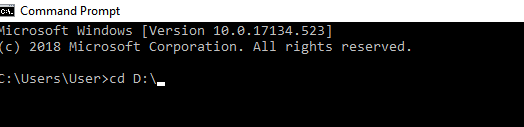 Command Prompt
Microsoft Windows [Version 10.0.17134.523]
(c) 2018 Microsoft Corporation. All rights reserved.
C:\Users\User>cd D:\